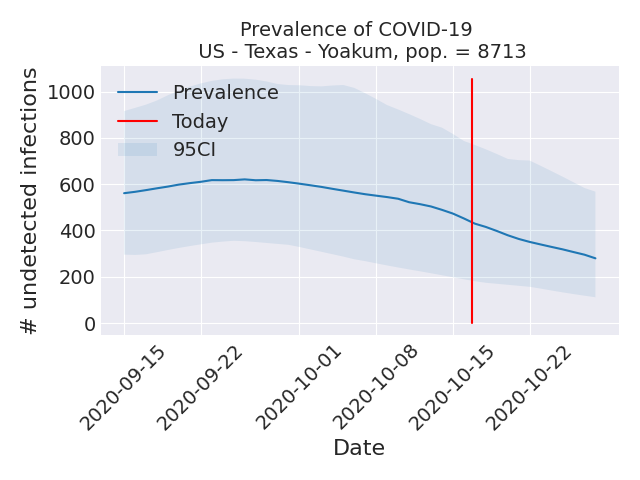 Prevalence of COVID-19
US - Texas - Yoakum, pop. = 8713
# undetected infections
1000
800
600
400
200
0
Prevalence
Today
95CI
2020-09-15
2020-09-22
2020-10-01
2020-10-08
2020-10-15
2020-10-22
Date